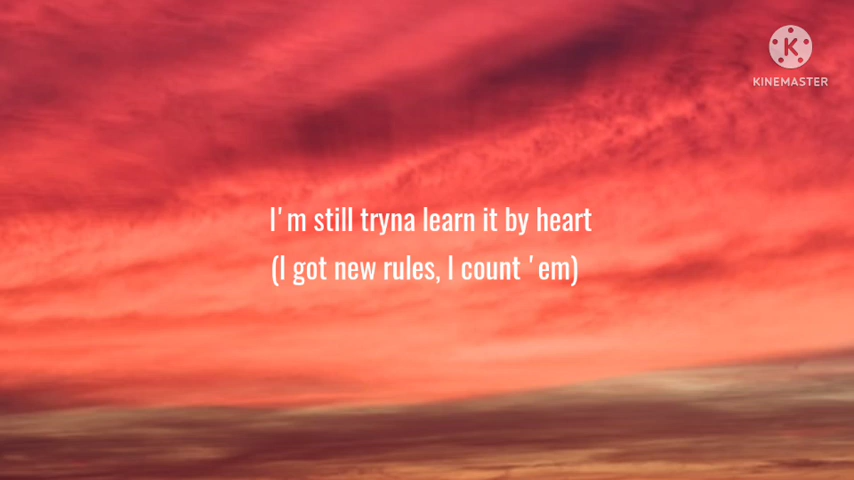 K
KINEMASTER
I'm still tryna learn it by heart
(I got new rules, I count 'em)